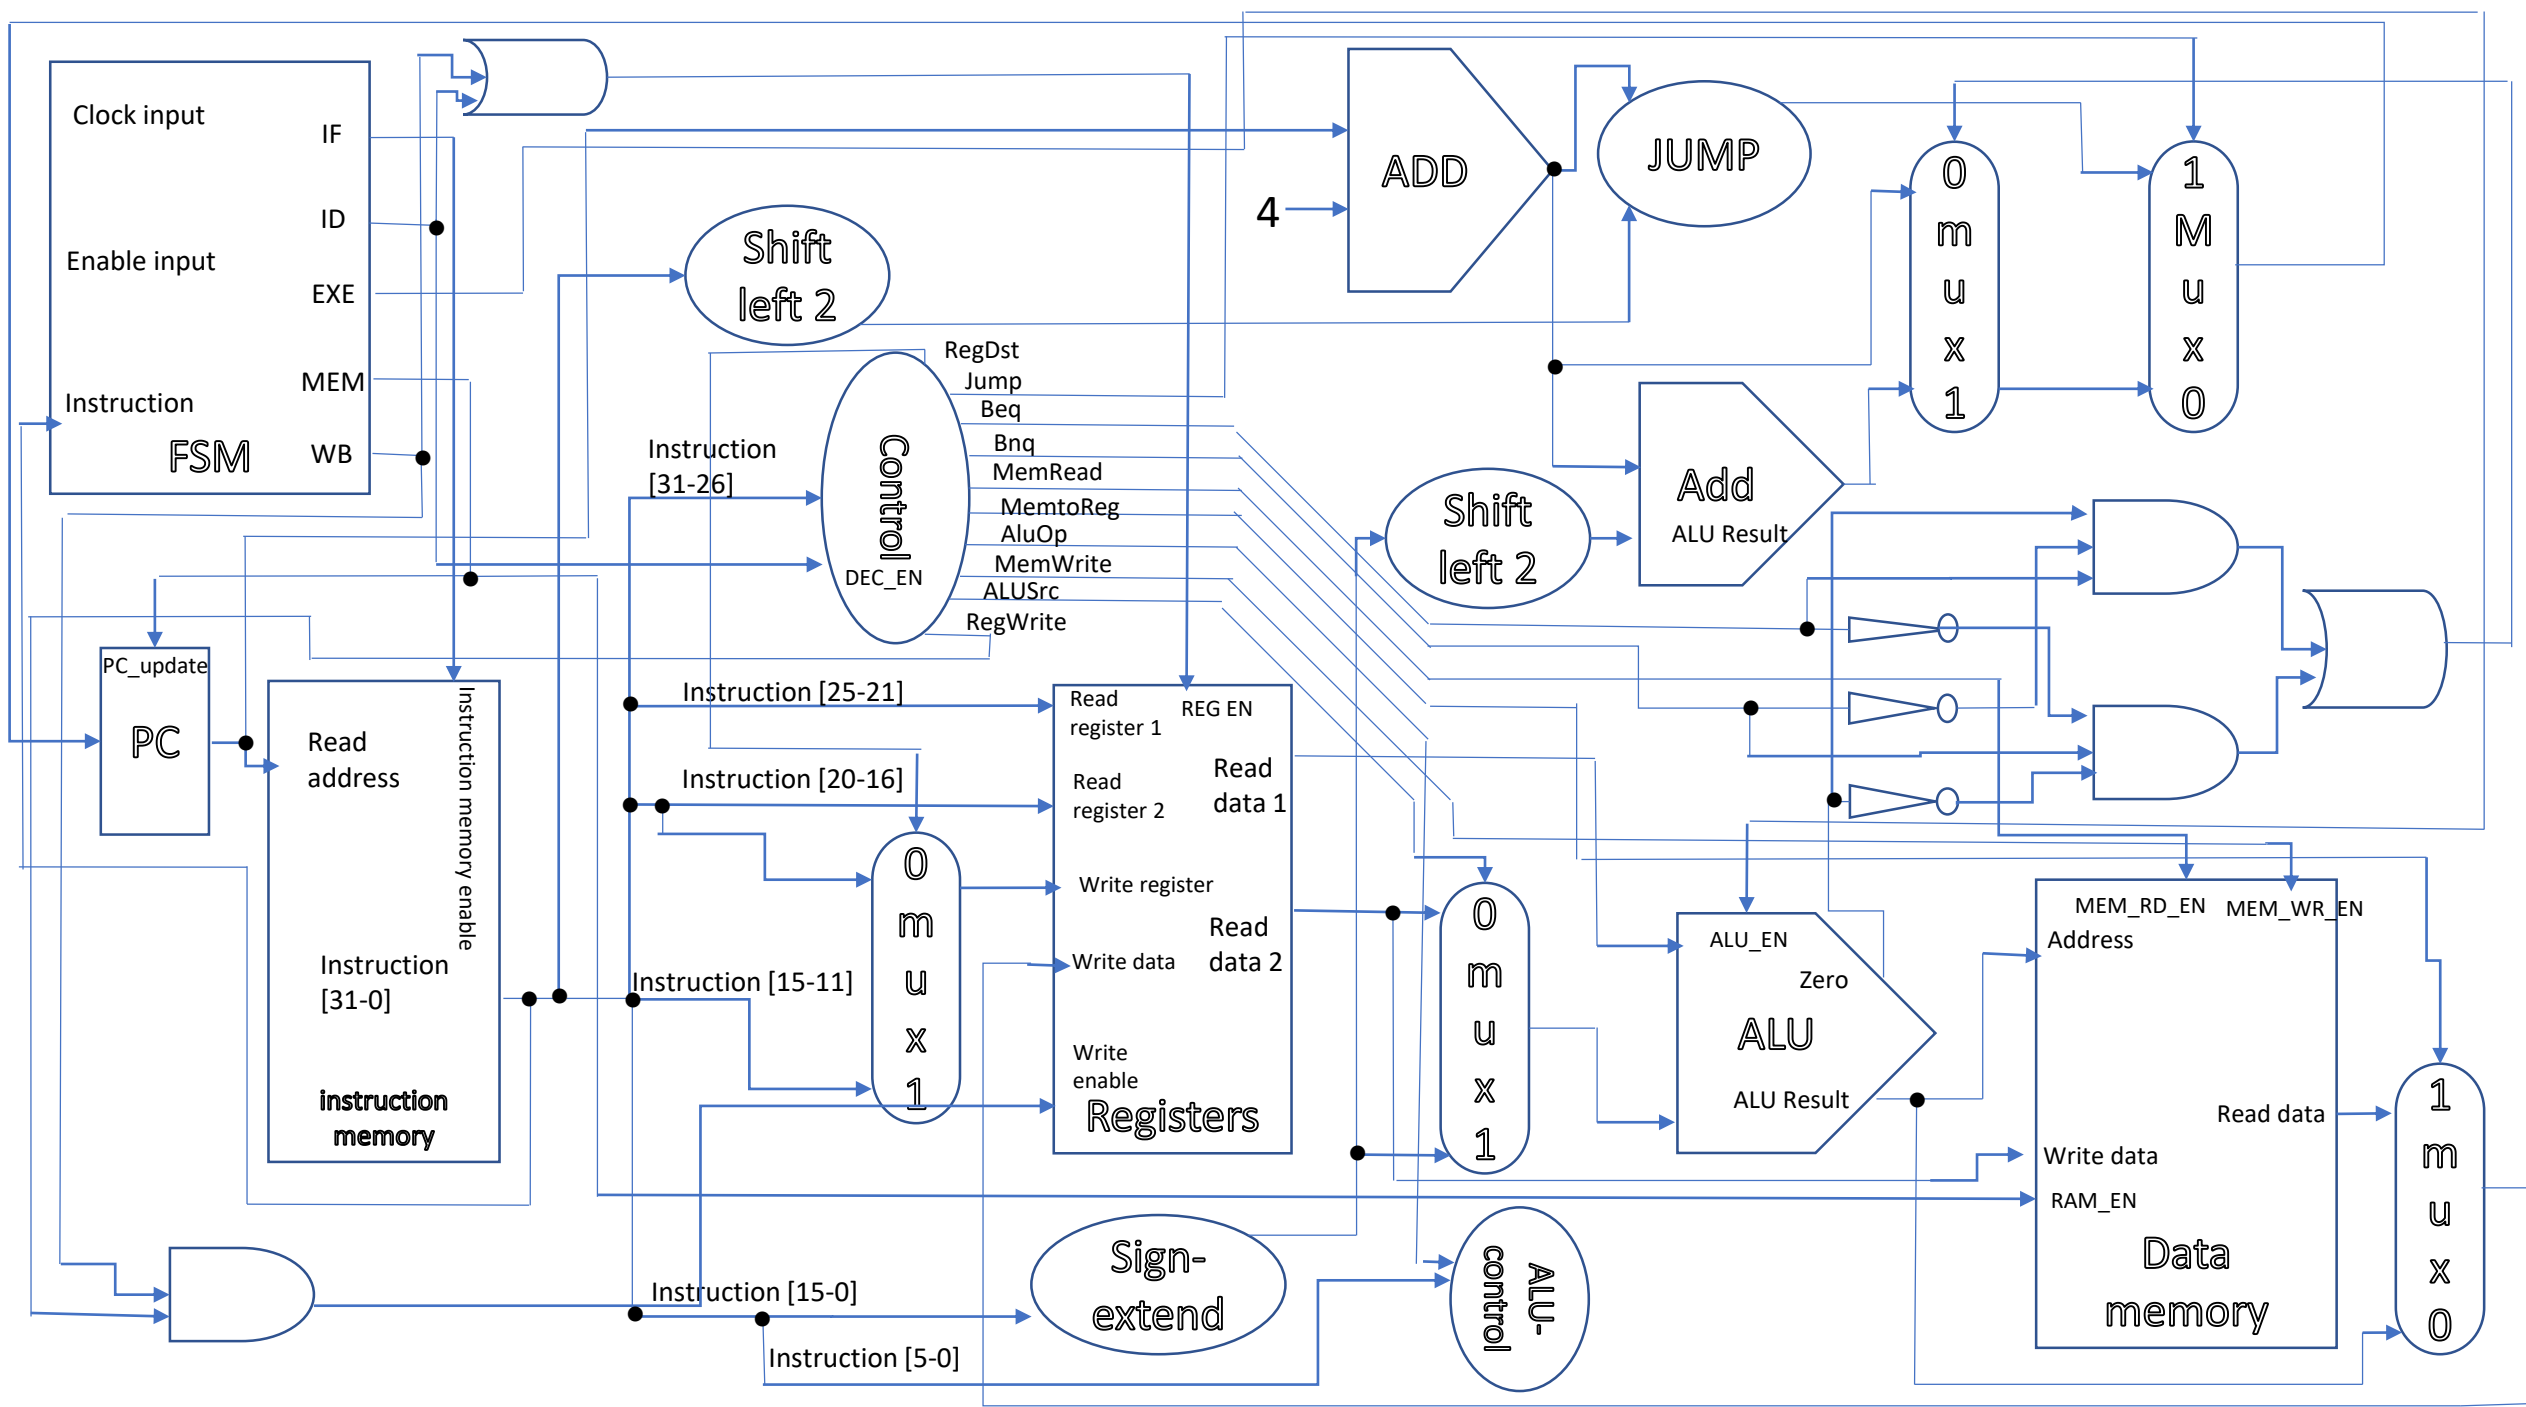 Clock input
IF
ID
Enable input
EXE
MEM
Instruction
FSM
WB
Shift
left 2
ADD
4
JUMP
0
m
u
x
1
1
M
u
x
0
RegDst
Jump
Beq
Bnq
MemRead
MemtoReg
AluOp
MemWrite
ALUSrc
RegWrite
Control
DEC_EN
Instruction
[31-26]
Shift
left 2
Add
ALU Result
PC_update
PC
Read
address
Instruction memory enable
Instruction
[31-0]
instruction
memory
Instruction [25-21]
Instruction [20-16]
Instruction [15-11]
Instruction [15-0]
Instruction [5-0]
0
m
u
x
1
Read
register 1
REG EN
Read
data 1
Read
register 2
Write register
Read
data 2
Write data
Write
enable
Registers
Sign-
extend
0
m
u
x
1
ALU-
control
ALU_EN
Zero
ALU
ALU Result
MEM_RD_EN
MEM_WR_EN
Address
Read data
Write data
RAM_EN
Data
memory
1
m
u
x
0